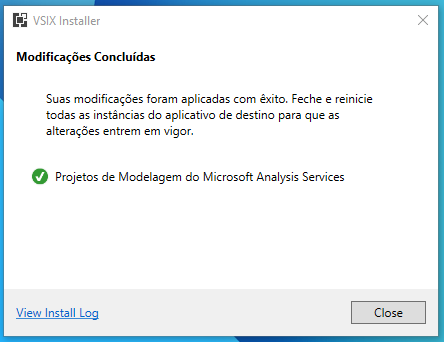 VSIX Installer
Modificações Concluídas
Suas modificações foram aplicadas com êxito. Feche e reinicie
todas as instâncias do aplicativo de destino para que as
alterações entrem em vigor.
Projetos de Modelagem do Microsoft Analysis Services
View Install Log
Close